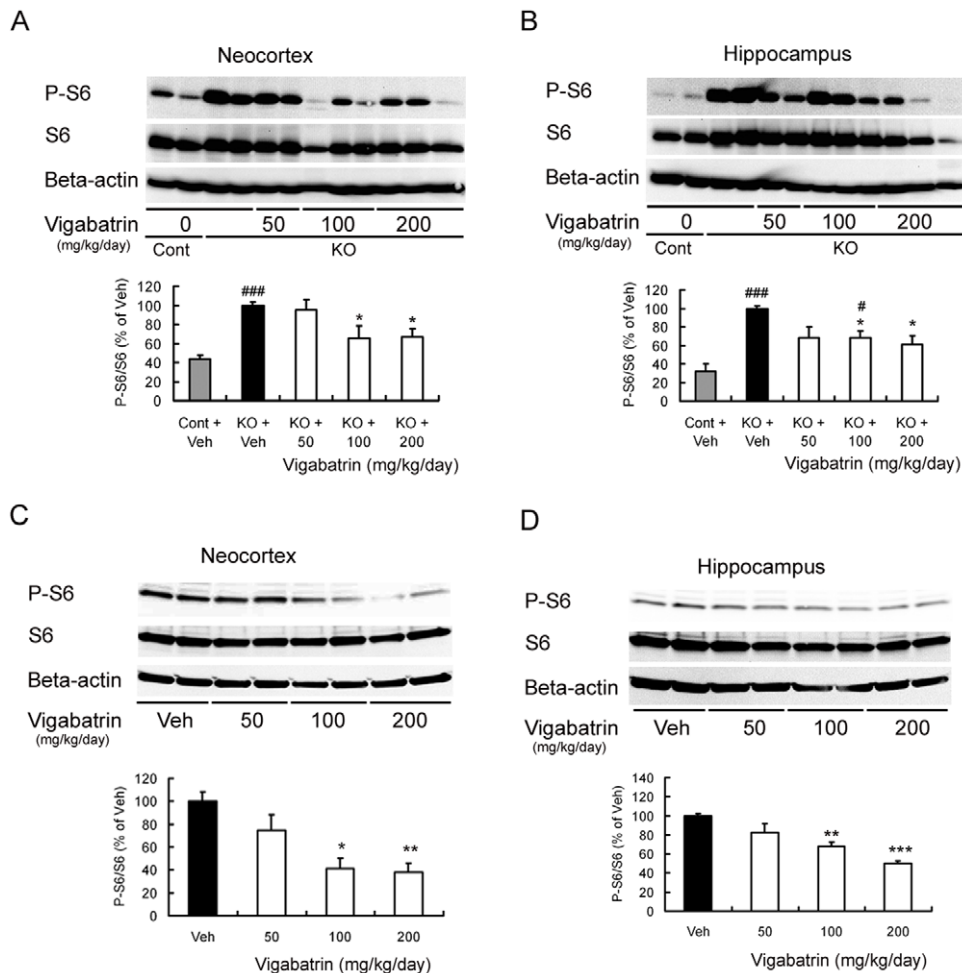 A
Neocortex
P-S6
S6
Beta-actin
Vigabatrin 0 50 100 200
(mg/kg/day)
Cont KO
P-S6/S6 (% of Veh)
120
100
80
60
40
20
0
###
*
*
Cont + Veh
KO + Veh
KO + 50
KO + 100
KO + 200
Vigabatrin (mg/kg/day)
B
Hippocampus
P-S6
S6
Beta-actin
Vigabatrin 0 50 100 200
(mg/kg/day)
Cont KO
P-S6/S6 (% of Veh)
120
100
80
60
40
20
0
###
#
*
*
Cont + Veh
KO + Veh
KO + 50
KO + 100
KO + 200
Vigabatrin (mg/kg/day)
C
Neocortex
P-S6
S6
Beta-actin
Vigabatrin Veh 50 100 200
(mg/kg/day)
P-S6/S6 (% of Veh)
120
100
80
60
40
20
0
*
**
Veh 50 100 200
Vigabatrin (mg/kg/day)
D
Hippocampus
P-S6
S6
Beta-actin
Vigabatrin Veh 50 100 200
(mg/kg/day)
P-S6/S6 (% of Veh)
140
120
100
80
60
40
20
0
**
***
Veh 50 100 200
Vigabatrin (mg/kg/day)